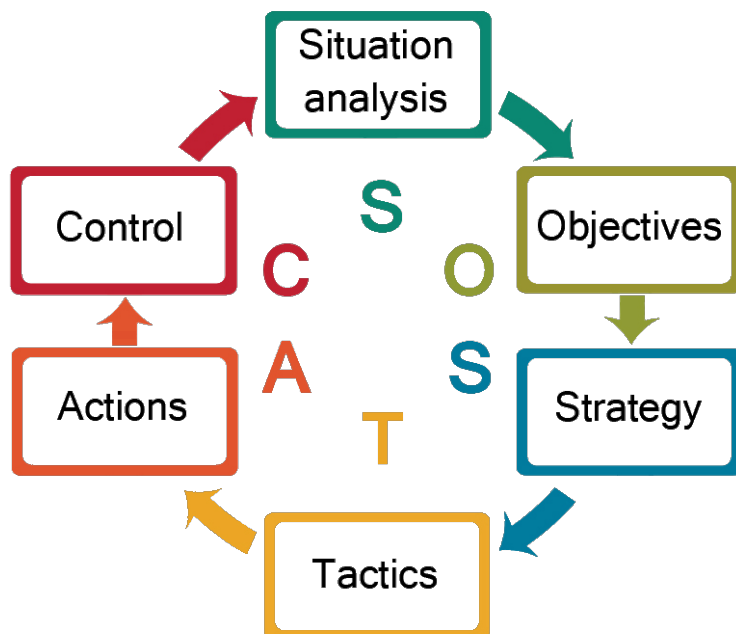 Situation
analysis
Control
Objectives
S
C
O
A
S
T
Actions
Strategy
Tactics